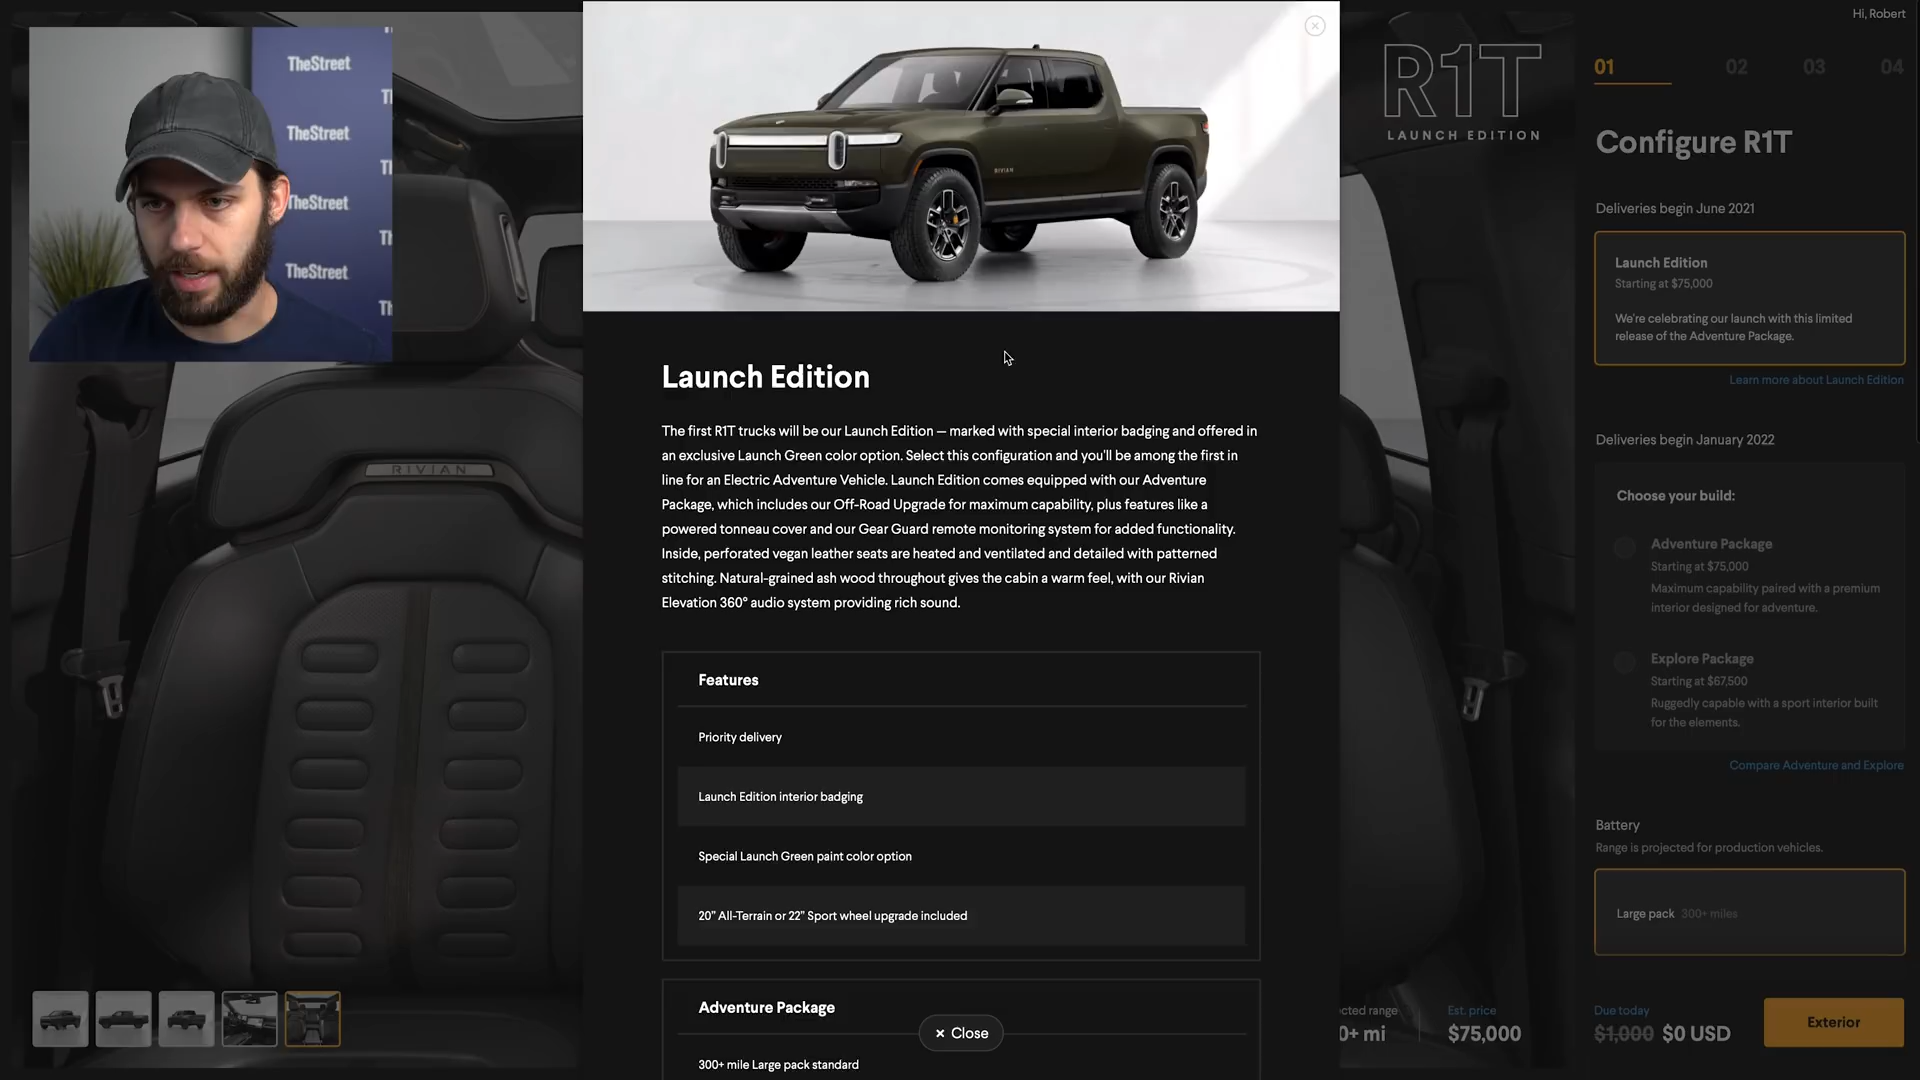 TheStreet
Th
TheStreet
TheStreet
TheStreet
TheStreet
RIVIAN
RIVIAN
Launch Edition
The first R1T trucks will be our Launch Edition — marked with special interior badging and offered in
an exclusive Launch Green color option. Select this configuration and you'll be among the first in
line for an Electric Adventure Vehicle. Launch Edition comes equipped with our Adventure
Package, which includes our Off-Road Upgrade for maximum capability, plus features like a
powered tonneau cover and our Gear Guard remote monitoring system for added functionality.
Inside, perforated vegan leather seats are heated and ventilated and detailed with patterned
stitching. Natural-grained ash wood throughout gives the cabin a warm feel, with our Rivian
Elevation 360° audio system providing rich sound.
Features
Priority delivery
Launch Edition interior badging
Special Launch Green paint color option
20” All-Terrain or 22” Sport wheel upgrade included
Adventure Package
× Close
300+ mile Large pack standard
R1T
LAUNCH EDITION
cted range
0+ mi
Est. price
$75,000
Hi, Robert
01 02 03 04
Configure R1T
Deliveries begin June 2021
Launch Edition
Starting at $75,000
We're celebrating our launch with this limited
release of the Adventure Package.
Learn more about Launch Edition
Deliveries begin January 2022
Choose your build:
Adventure Package
Starting at $75,000
Maximum capability paired with a premium
interior designed for adventure.
Explore Package
Starting at $67,500
Ruggedly capable with a sport interior built
for the elements.
Compare Adventure and Explore
Battery
Range is projected for production vehicles.
Large pack 300+ miles
Due today
$1,000 $0 USD
Exterior